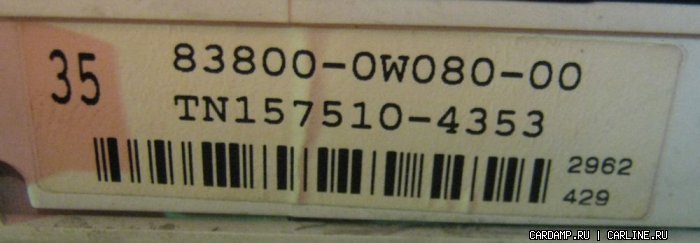 35
83800-0W080-00
TN157510-4353
2962
429
CARDAMP.RU | CARLINE.RU